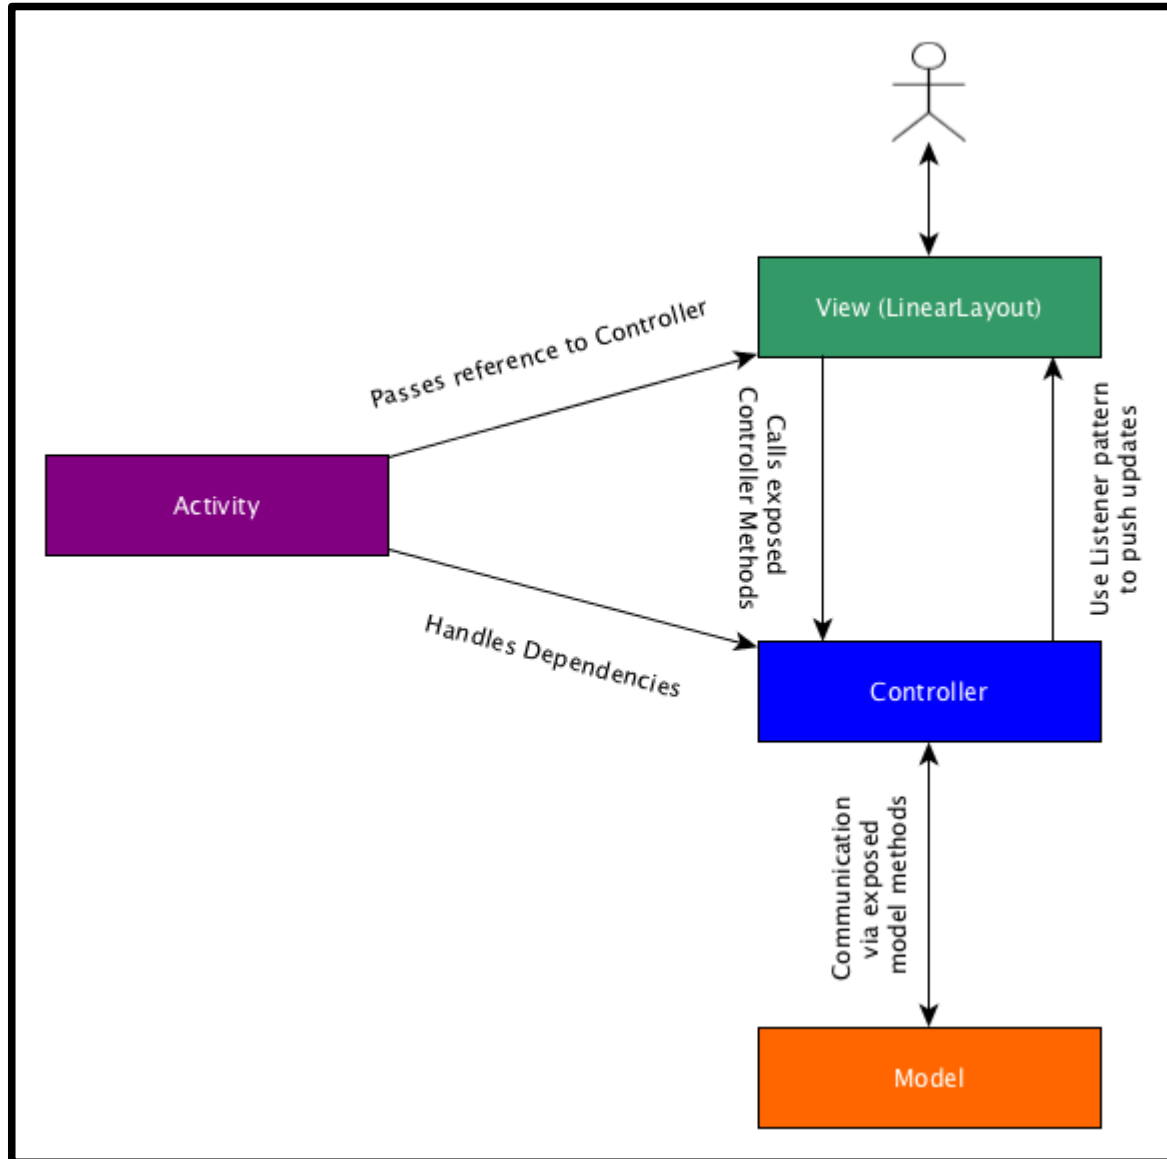 View (LinearLayout)
Passes reference to Controller
Calls exposed
Controller Methods
Use Listener pattern
to push updates
Activity
Handles Dependencies
Controller
Communication
via exposed
model methods
Model